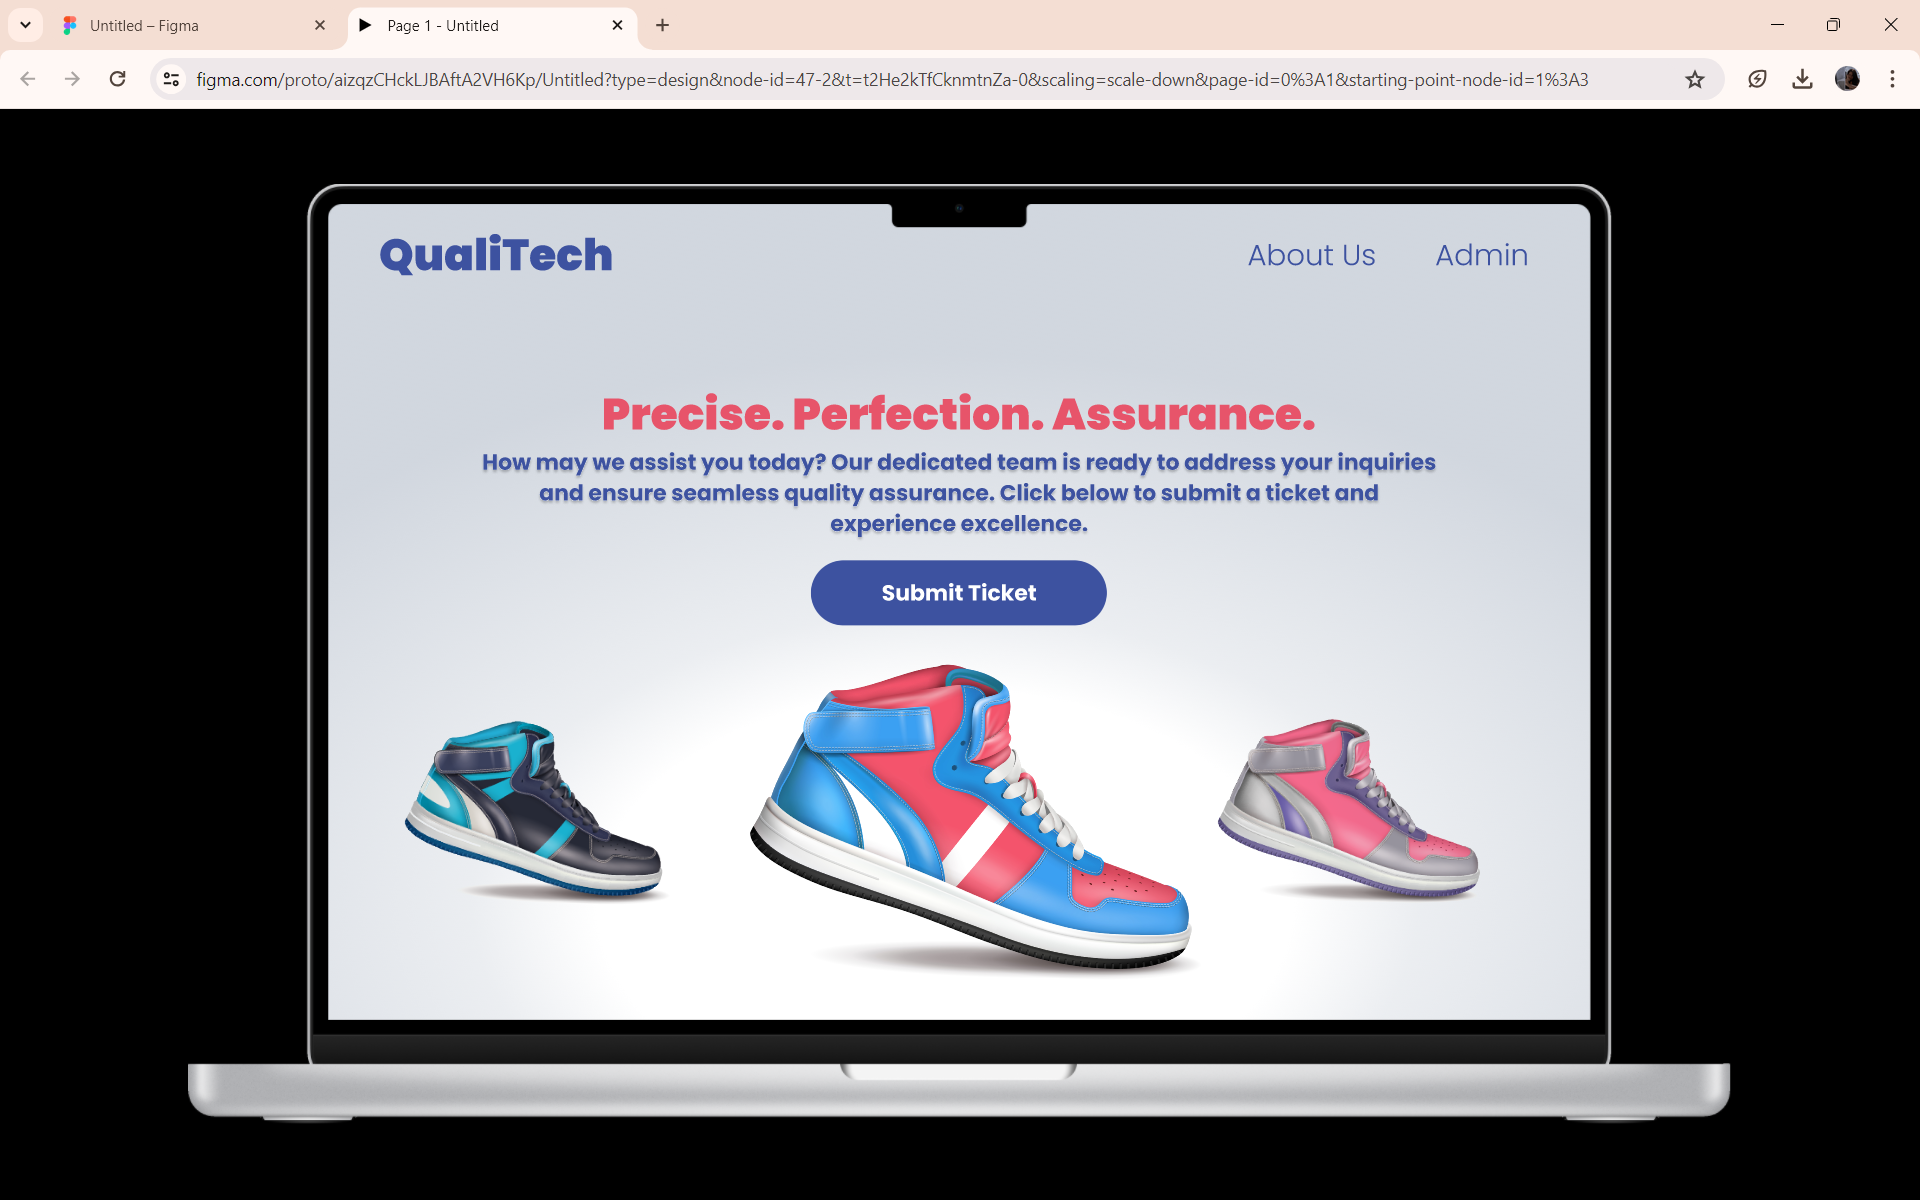 Untitled – Figma
Page 1 - Untitled
figma.com/proto/aizqzCHckLJBAftA2VH6Kp/Untitled?type=design&node-id=47-2&t=t2He2kTfCknmtnZa-0&scaling=scale-down&page-id=0%3A1&starting-point-node-id=1%3A3
QualiTech
About Us
Admin
Precise. Perfection. Assurance.
How may we assist you today? Our dedicated team is ready to address your inquiries
and ensure seamless quality assurance. Click below to submit a ticket and
experience excellence.
Submit Ticket